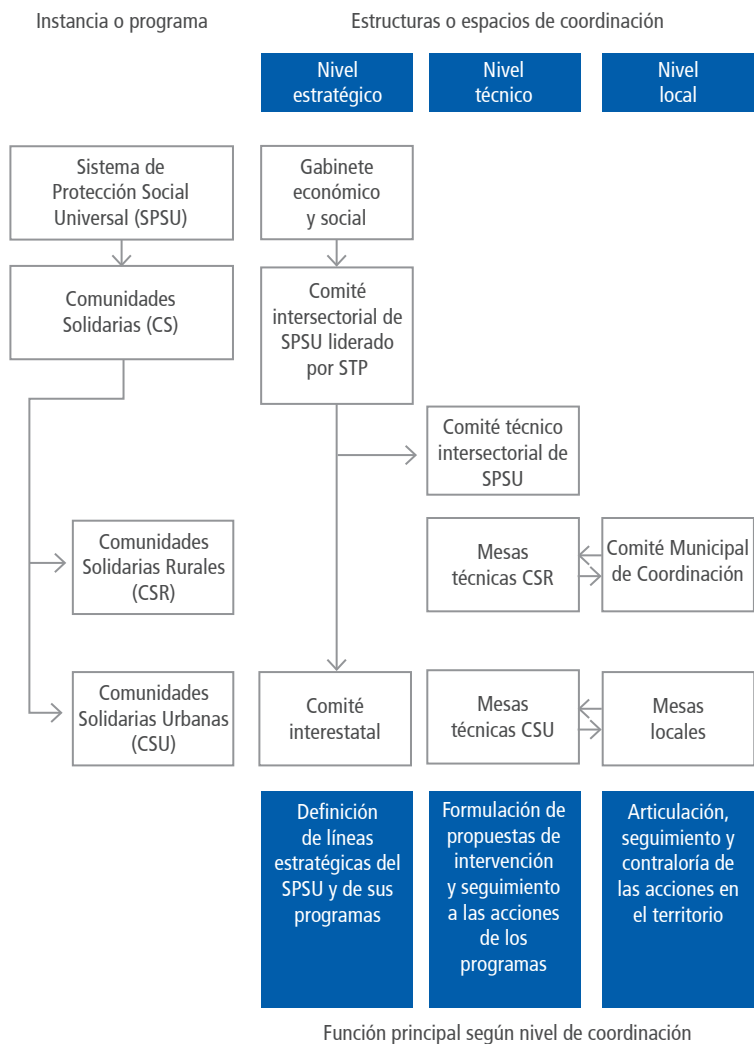 Instancia o programa
Estructuras o espacios de coordinación
Nivel
estratégico
Nivel
técnico
Nivel
local
Sistema de
Protección Social
Universal (SPSU)
Gabinete
económico
y social
Comunidades
Solidarias (CS)
Comité
intersectorial de
SPSU liderado
por STP
Comité técnico
intersectorial de
SPSU
Comunidades
Solidarias Rurales
(CSR)
Mesas
técnicas CSR
Comité Municipal
de Coordinación
Comunidades
Solidarias Urbanas
(CSU)
Comité
interestatal
Mesas
técnicas CSU
Mesas
locales
Definición
de líneas
estratégicas del
SPSU y de sus
programas
Formulación de
propuestas de
intervención
y seguimiento
a las acciones
de los
programas
Articulación,
seguimiento y
contraloría de
las acciones en
el territorio
Función principal según nivel de coordinación